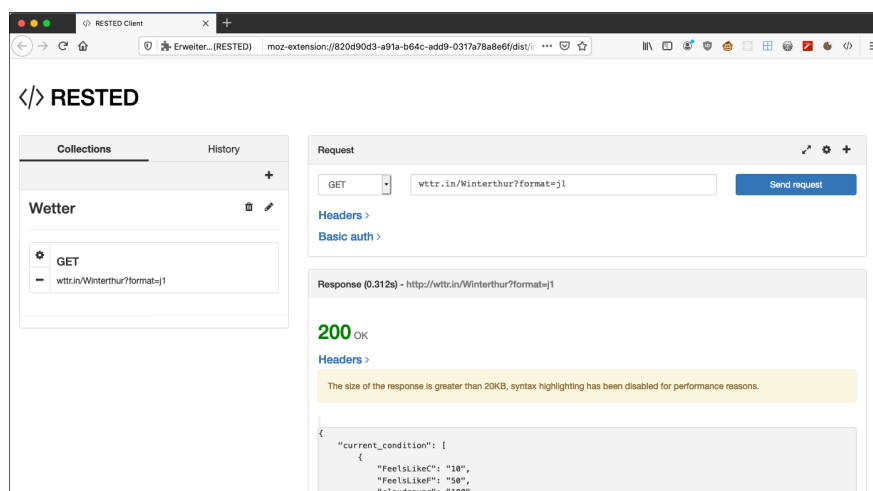 </> RESTED Client
Erweiter...(RESTED) moz-extension://820d90d3-a91a-b64c-add9-0317a78a8e6f/dist/in
</> RESTED
Collections History
Wetter
GET
wttr.in/Winterthur?format=j1
Request
GET wttr.in/Winterthur?format=j1 Send request
Headers >
Basic auth >
Response (0.312s) - http://wttr.in/Winterthur?format=j1
200 OK
Headers >
The size of the response is greater than 20KB, syntax highlighting has been disabled for performance reasons.
{
"current_condition": [
{
"FeelsLikeC": "10",
"FeelsLikeF": "50",